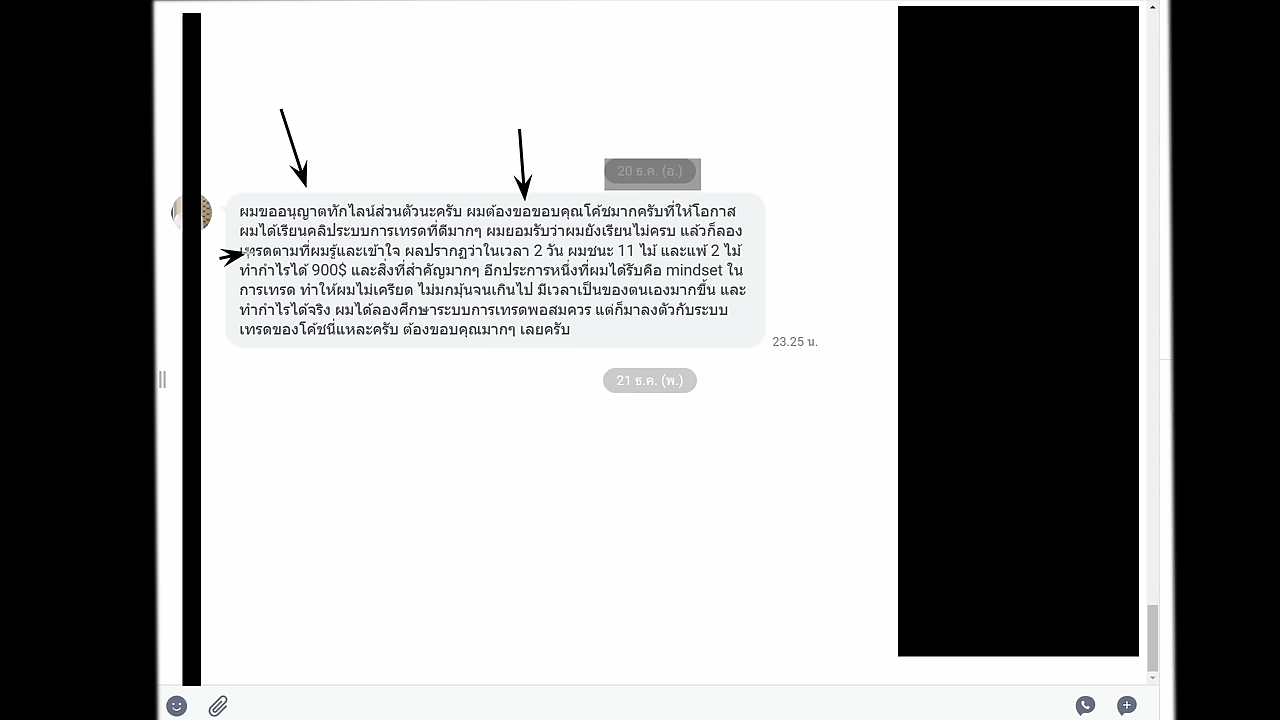 20 ธ.ค. (อ.)
ผมขออนุญาตทักไลน์ส่วนตัวนะครับ ผมต้องขอขอบคุณโค้ชมากครับที่ให้โอกาส
ผมได้เรียนคลิประบบการเทรดที่ดีมากๆ ผมยอมรับว่าผมยังเรียนไม่ครบ แล้วก็ลอง
เทรดตามที่ผมรู้และเข้าใจ ผลปรากฏว่าในเวลา 2 วัน ผมชนะ 11 ไม้ และแพ้ 2 ไม้
ทำกำไรได้ 900$ และสิ่งที่สำคัญมากๆ อีกประการหนึ่งที่ผมได้รับคือ mindset ใน
การเทรด ทำให้ผมไม่เครียด ไม่มกมุ้นจนเกินไป มีเวลาเป็นของตนเองมากขึ้น และ
ทำกำไรได้จริง ผมได้ลองศึกษาระบบการเทรดพอสมควร แต่ก็มาลงตัวกับระบบ
เทรดของโค้ชนี่แหละครับ ต้องขอบคุณมากๆ เลยครับ
23.25 น.
21 ธ.ค. (พ.)